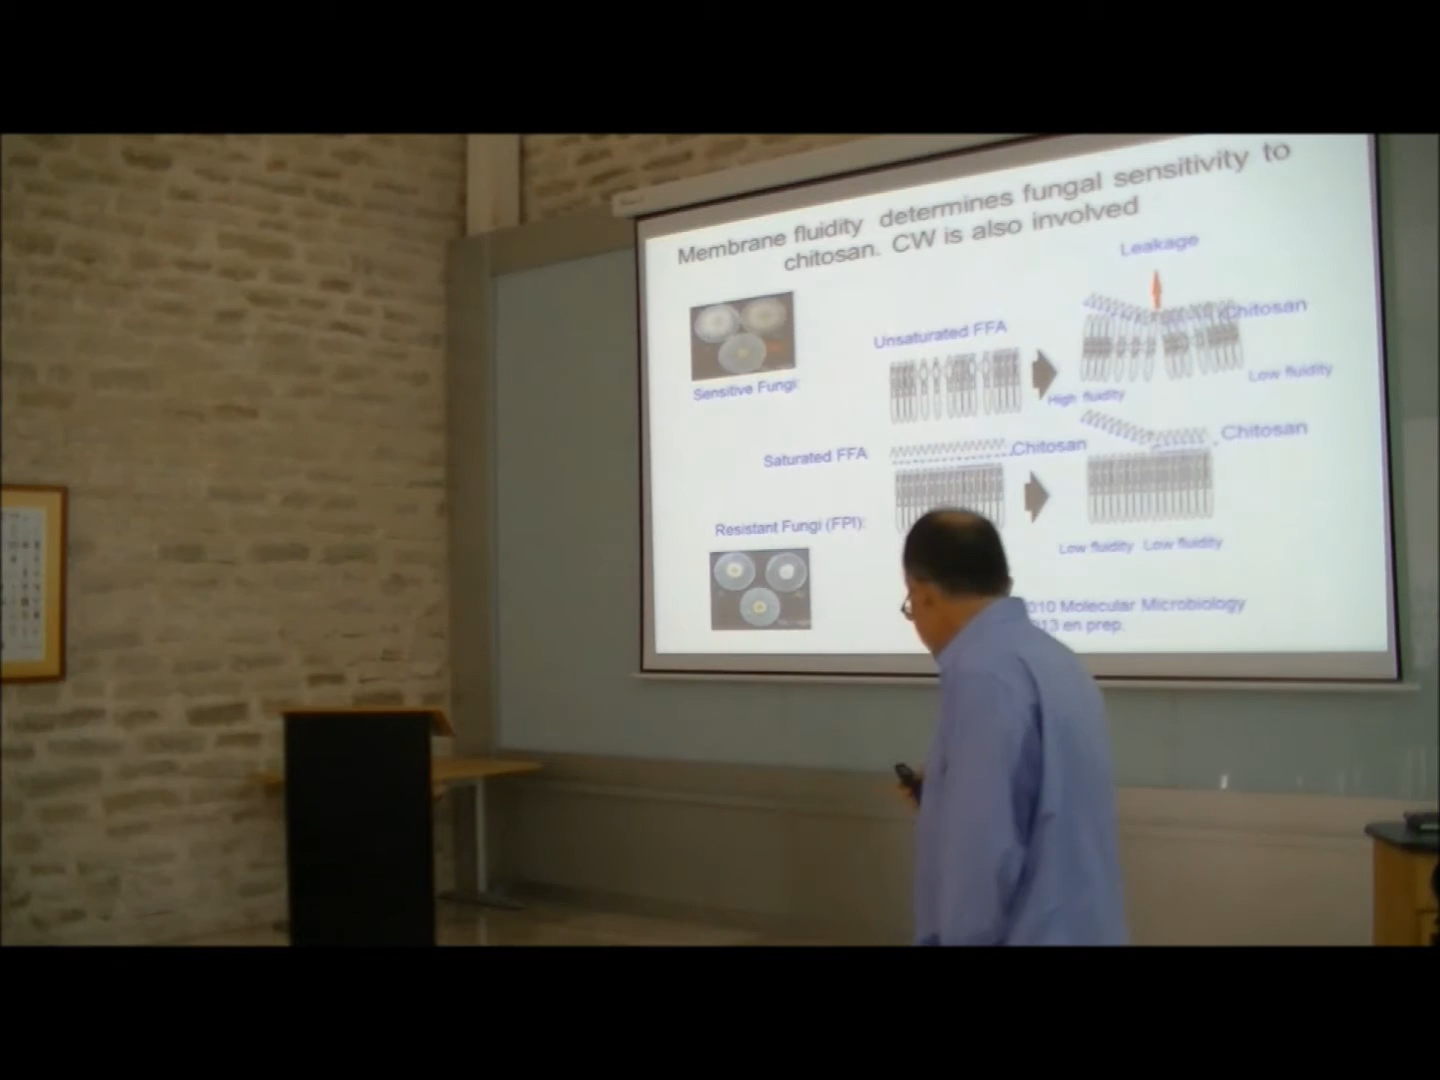 Membrane fluidity determines fungal sensitivity to
chitosan. CW is also involved
Leakage
Chitosan
Unsaturated FFA
Low fluidity
Sensitive Fungi:
High fluidity
Chitosan
Saturated FFA
Chitosan
Resistant Fungi (FPI):
Low fluidity Low fluidity
010 Molecular Microbiology
13 en prep.